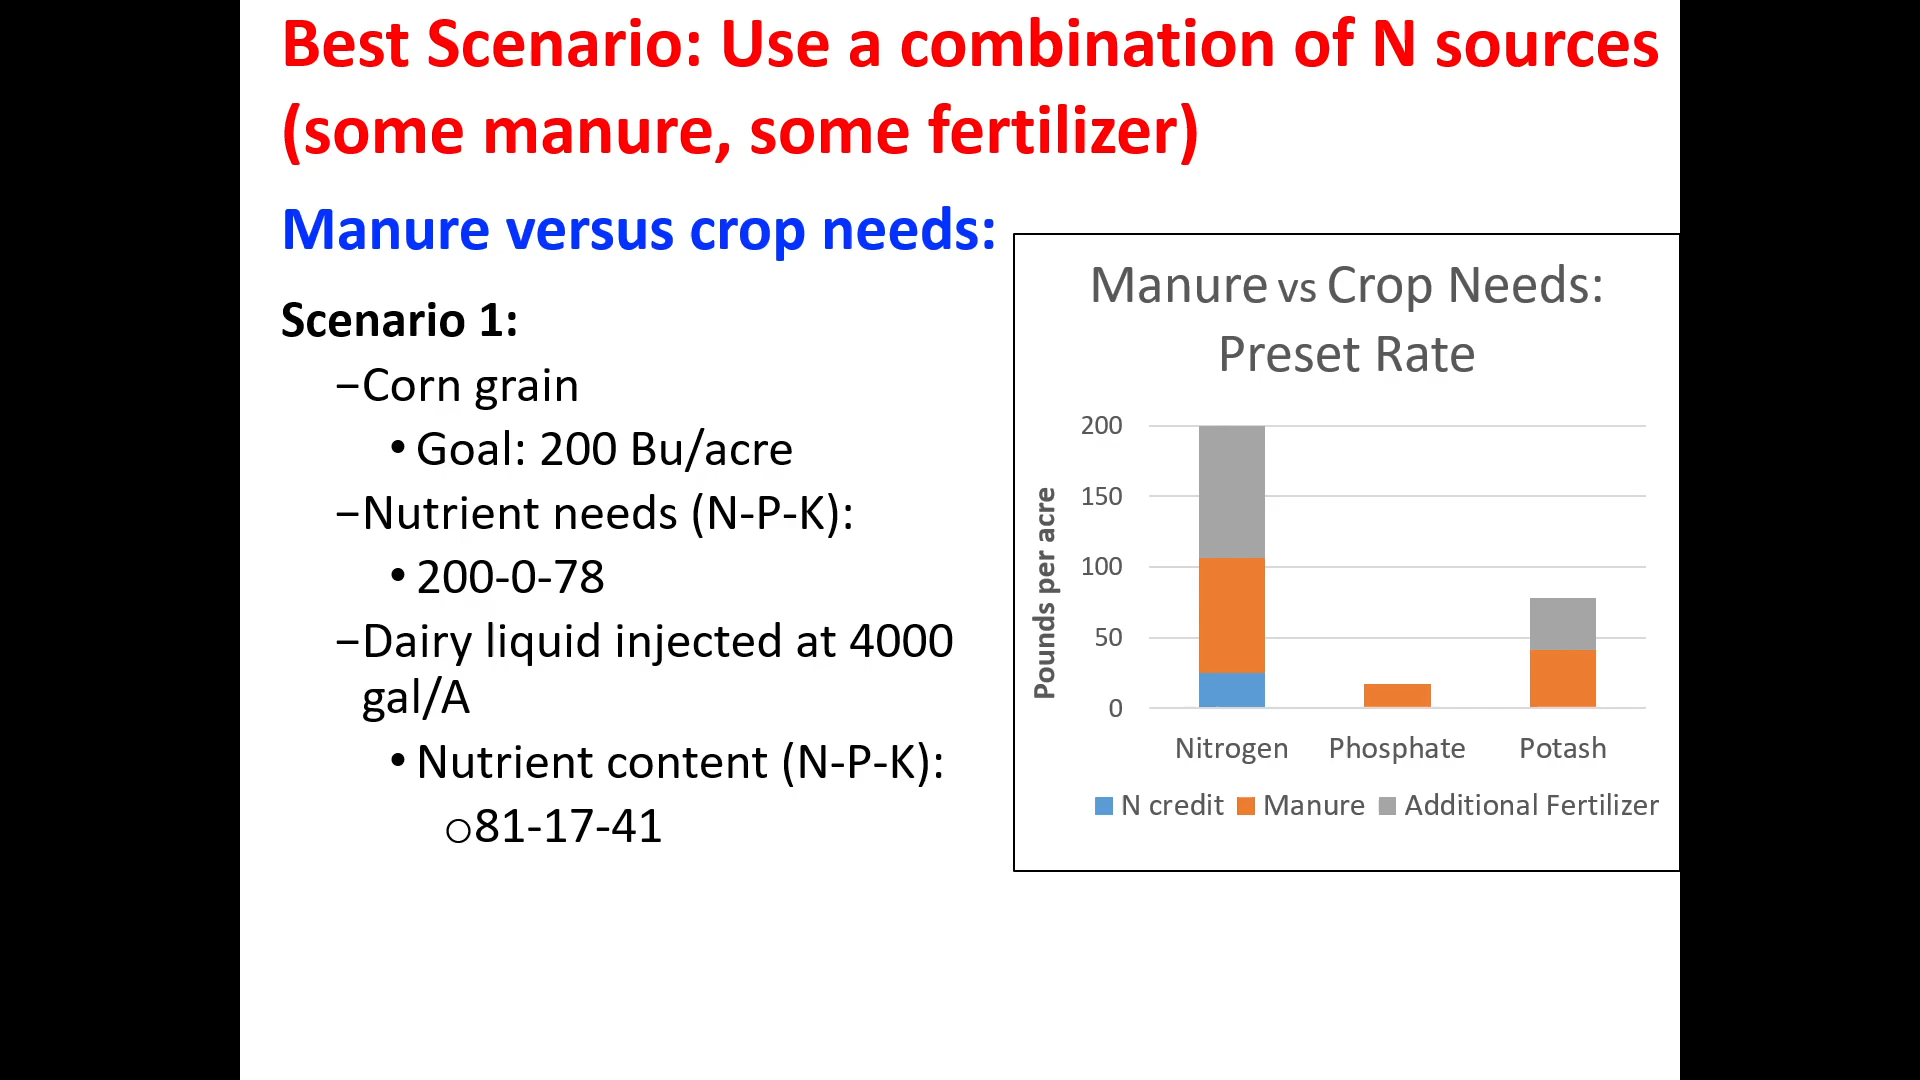 Best Scenario: Use a combination of N sources
(some manure, some fertilizer)
Manure versus crop needs:
Scenario 1:
–Corn grain
•Goal: 200 Bu/acre
–Nutrient needs (N-P-K):
•200-0-78
–Dairy liquid injected at 4000
gal/A
•Nutrient content (N-P-K):
○81-17-41
Manure vs Crop Needs:
Preset Rate
Pounds per acre
200
150
100
50
0
Nitrogen Phosphate Potash
N credit Manure Additional Fertilizer